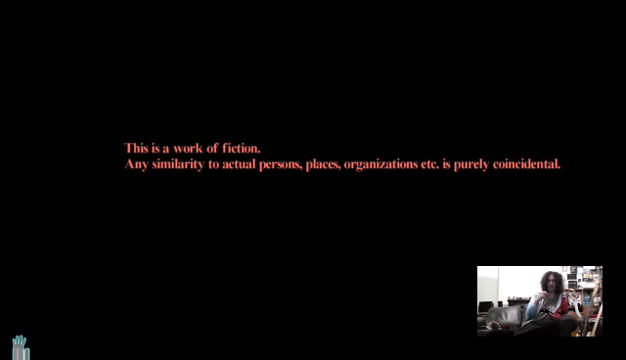 This is a work of fiction.
Any similarity to actual persons, places, organizations etc. is purely coincidental.